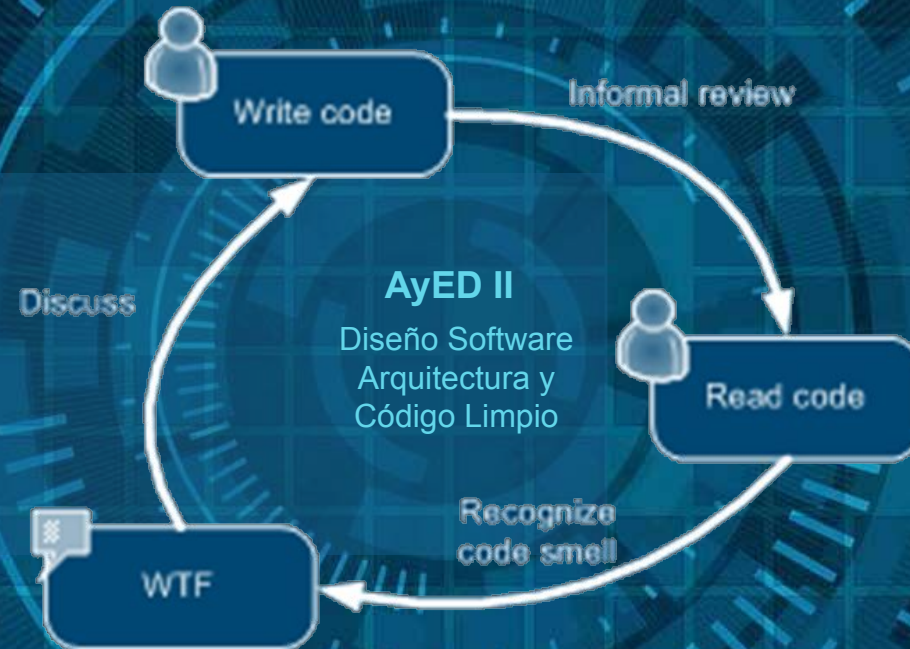 Write code
Informal review
Discuss
AyED II
Diseño Software
Arquitectura y
Código Limpio
Read code
Recognize
code smell
WTF